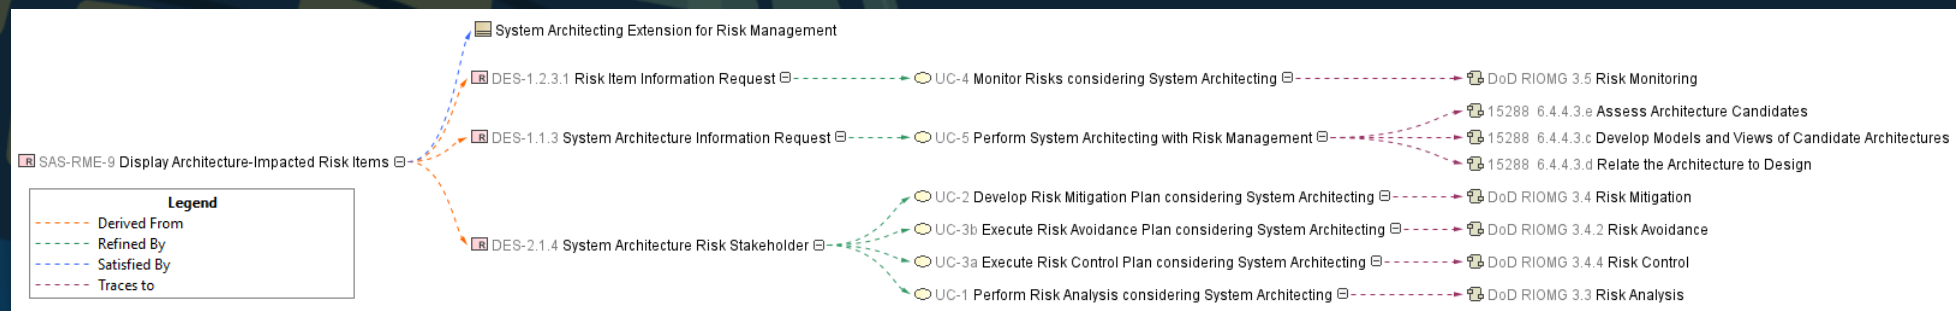 System Architecting Extension for Risk Management
R DES-1.2.3.1 Risk Item Information Request
UC-4 Monitor Risks considering System Architecting
DoD RIOMG 3.5 Risk Monitoring
15288 6.4.4.3.e Assess Architecture Candidates
R DES-1.1.3 System Architecture Information Request
UC-5 Perform System Architecting with Risk Management
15288 6.4.4.3.c Develop Models and Views of Candidate Architectures
15288 6.4.4.3.d Relate the Architecture to Design
R SAS-RME-9 Display Architecture-Impacted Risk Items
UC-2 Develop Risk Mitigation Plan considering System Architecting
DoD RIOMG 3.4 Risk Mitigation
UC-3b Execute Risk Avoidance Plan considering System Architecting
DoD RIOMG 3.4.2 Risk Avoidance
R DES-2.1.4 System Architecture Risk Stakeholder
UC-3a Execute Risk Control Plan considering System Architecting
DoD RIOMG 3.4.4 Risk Control
UC-1 Perform Risk Analysis considering System Architecting
DoD RIOMG 3.3 Risk Analysis
Legend
Derived From
Refined By
Satisfied By
Traces to